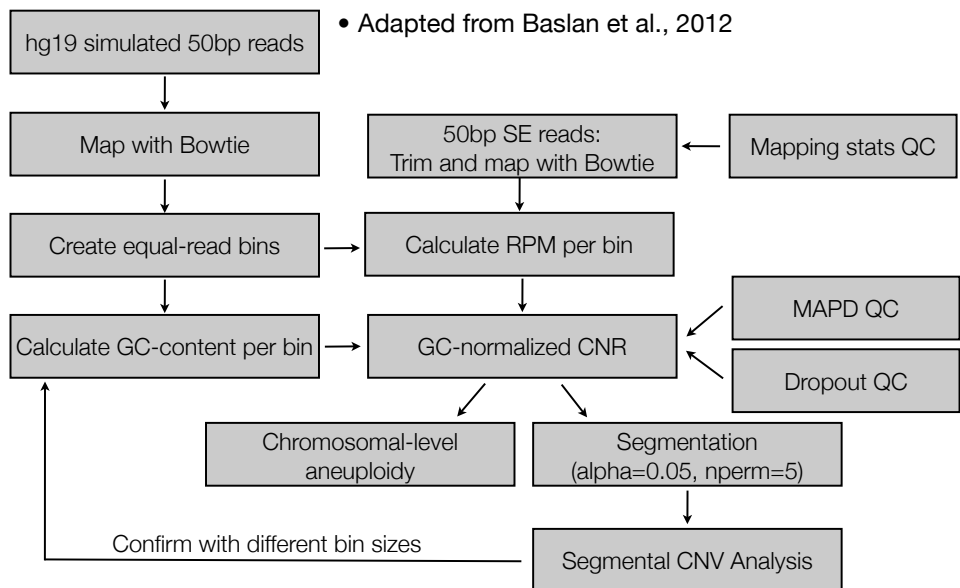 hg19 simulated 50bp reads
• Adapted from Baslan et al., 2012
Map with Bowtie
50bp SE reads:
Trim and map with Bowtie
Mapping stats QC
Create equal-read bins
Calculate RPM per bin
MAPD QC
Calculate GC-content per bin
GC-normalized CNR
Dropout QC
Chromosomal-level
aneuploidy
Segmentation
(alpha=0.05, nperm=5)
Confirm with different bin sizes
Segmental CNV Analysis